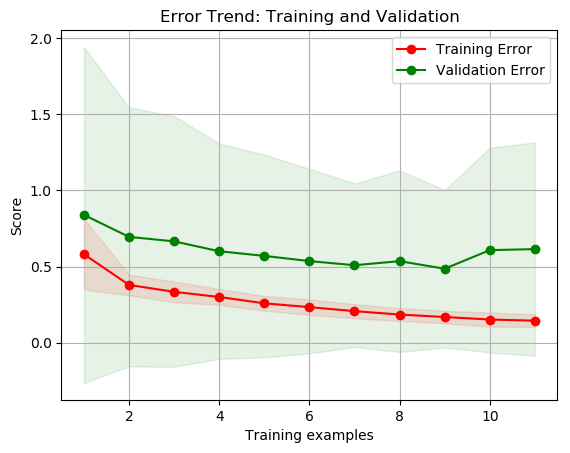 Error Trend: Training and Validation
Training Error
Validation Error
2.0
1.5
1.0
0.5
0.0
Score
2 4 6 8 10
Training examples